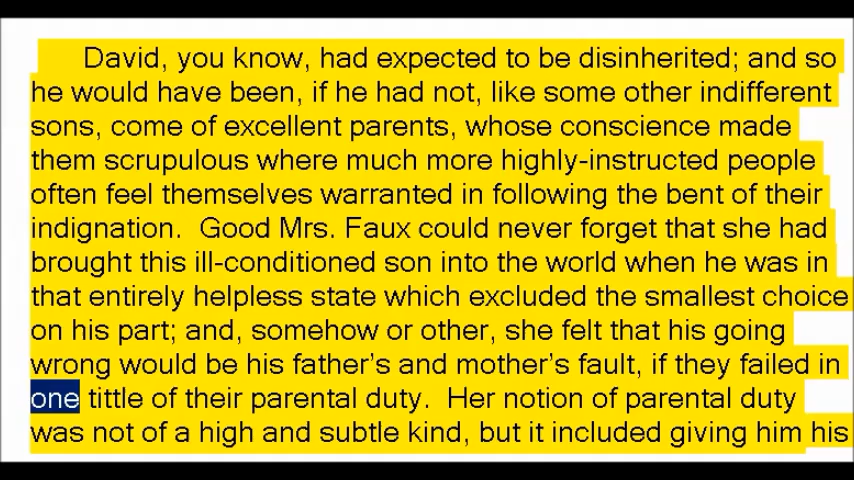 David, you know, had expected to be disinherited; and so
he would have been, if he had not, like some other indifferent
sons, come of excellent parents, whose conscience made
them scrupulous where much more highly-instructed people
often feel themselves warranted in following the bent of their
indignation.  Good Mrs. Faux could never forget that she had
brought this ill-conditioned son into the world when he was in
that entirely helpless state which excluded the smallest choice
on his part; and, somehow or other, she felt that his going
wrong would be his father’s and mother’s fault, if they failed in
one tittle of their parental duty.  Her notion of parental duty
was not of a high and subtle kind, but it included giving him his